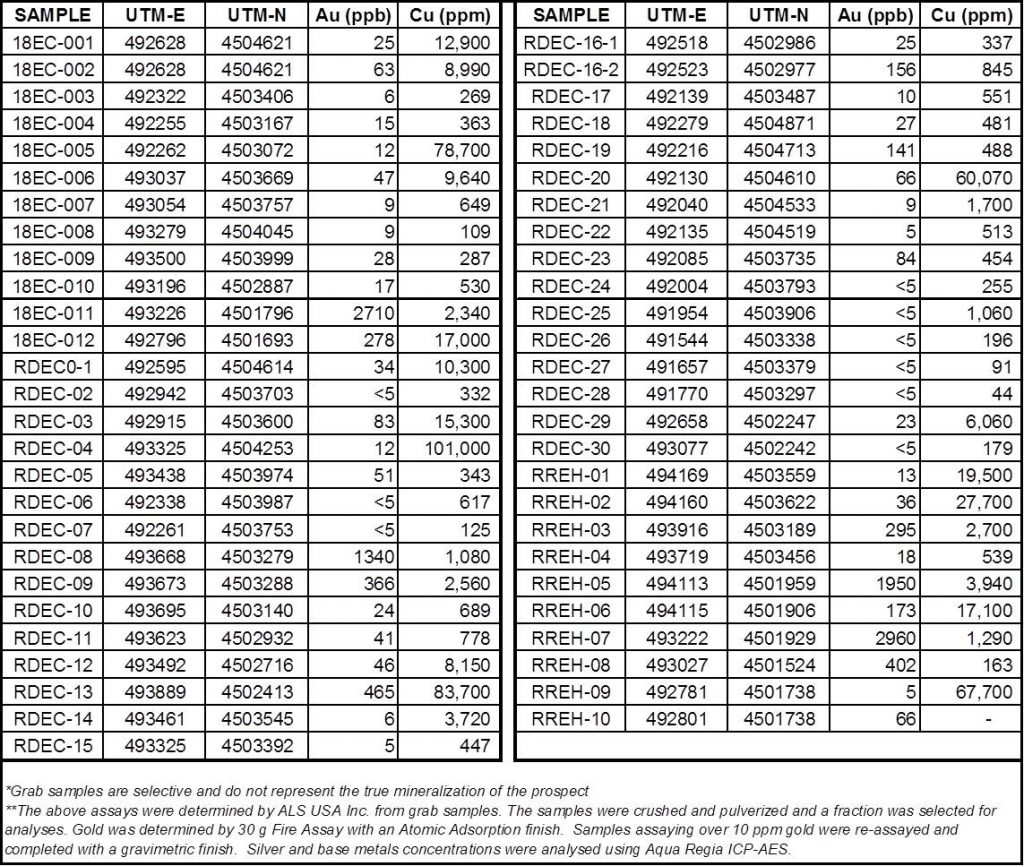 SAMPLE UTM-E UTM-N Au (ppb) Cu (ppm) SAMPLE UTM-E UTM-N Au (ppb) Cu (ppm)
18EC-001 492628 4504621 25 12,900 RDEC-16-1 492518 4502986 25 337
18EC-002 492628 4504621 63 8,990 RDEC-16-2 492523 4502977 156 845
18EC-003 492322 4503406 6 269 RDEC-17 492139 4503487 10 551
18EC-004 492255 4503167 15 363 RDEC-18 492279 4504871 27 481
18EC-005 492262 4503072 12 78,700 RDEC-19 492216 4504713 141 488
18EC-006 493037 4503669 47 9,640 RDEC-20 492130 4504610 66 60,070
18EC-007 493054 4503757 9 649 RDEC-21 492040 4504533 9 1,700
18EC-008 493279 4504045 9 109 RDEC-22 492135 4504519 5 513
18EC-009 493500 4503999 28 287 RDEC-23 492085 4503735 84 454
18EC-010 493196 4502887 17 530 RDEC-24 492004 4503793 <5 255
18EC-011 493226 4501796 2710 2,340 RDEC-25 491954 4503906 <5 1,060
18EC-012 492796 4501693 278 17,000 RDEC-26 491544 4503338 <5 196
RDEC0-1 492595 4504614 34 10,300 RDEC-27 491657 4503379 <5 91
RDEC-02 492942 4503703 <5 332 RDEC-28 491770 4503297 <5 44
RDEC-03 492915 4503600 83 15,300 RDEC-29 492658 4502247 23 6,060
RDEC-04 493325 4504253 12 101,000 RDEC-30 493077 4502242 <5 179
RDEC-05 493438 4503974 51 343 RREH-01 494169 4503559 13 19,500
RDEC-06 492338 4503987 <5 617 RREH-02 494160 4503622 36 27,700
RDEC-07 492261 4503753 <5 125 RREH-03 493916 4503189 295 2,700
RDEC-08 493668 4503279 1340 1,080 RREH-04 493719 4503456 18 539
RDEC-09 493673 4503288 366 2,560 RREH-05 494113 4501959 1950 3,940
RDEC-10 493695 4503140 24 689 RREH-06 494115 4501906 173 17,100
RDEC-11 493623 4502932 41 778 RREH-07 493222 4501929 2960 1,290
RDEC-12 493492 4502716 46 8,150 RREH-08 493027 4501524 402 163
RDEC-13 493889 4502413 465 83,700 RREH-09 492781 4501738 5 67,700
RDEC-14 493461 4503545 6 3,720 RREH-10 492801 4501738 66 -
RDEC-15 493325 4503392 5 447
*Grab samples are selective and do not represent the true mineralization of the prospect
**The above assays were determined by ALS USA Inc. from grab samples. The samples were crushed and pulverized and a fraction was selected for
analyses. Gold was determined by 30 g Fire Assay with an Atomic Adsorption finish. Samples assaying over 10 ppm gold were re-assayed and
completed with a gravimetric finish. Silver and base metals concentrations were analysed using Aqua Regia ICP-AES.